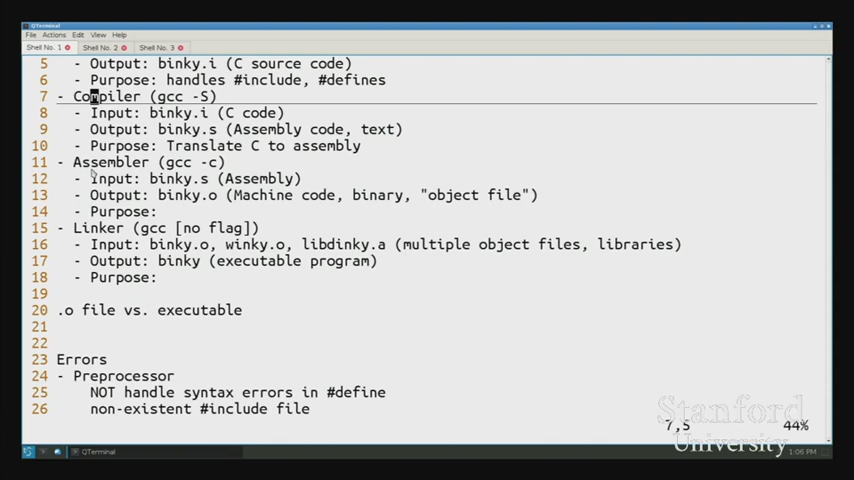 QTerminal
File Actions Edit View Help
Shell No. 1 Shell No. 2 Shell No. 3
5 - Output: binky.i (C source code)
6 - Purpose: handles #include, #defines
7 - Compiler (gcc -S)
8 - Input: binky.i (C code)
9 - Output: binky.s (Assembly code, text)
10 - Purpose: Translate C to assembly
11 - Assembler (gcc -c)
12 - Input: binky.s (Assembly)
13 - Output: binky.o (Machine code, binary, "object file")
14 - Purpose:
15 - Linker (gcc [no flag])
16 - Input: binky.o, winky.o, libdinky.a (multiple object files, libraries)
17 - Output: binky (executable program)
18 - Purpose:
19
20 .o file vs. executable
21
22
23 Errors
24 - Preprocessor
25 NOT handle syntax errors in #define
26 non-existent #include file
7,5 44%
Stanford
University
QTerminal
1:06 PM